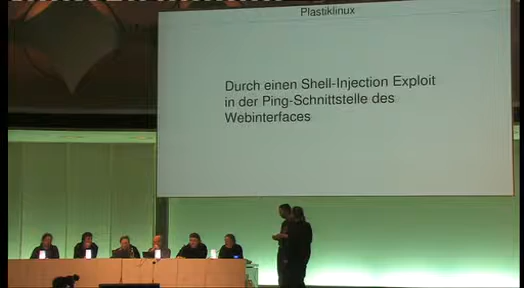 Plastiklinux
Durch einen Shell-Injection Exploit
in der Ping-Schnittstelle des
Webinterfaces